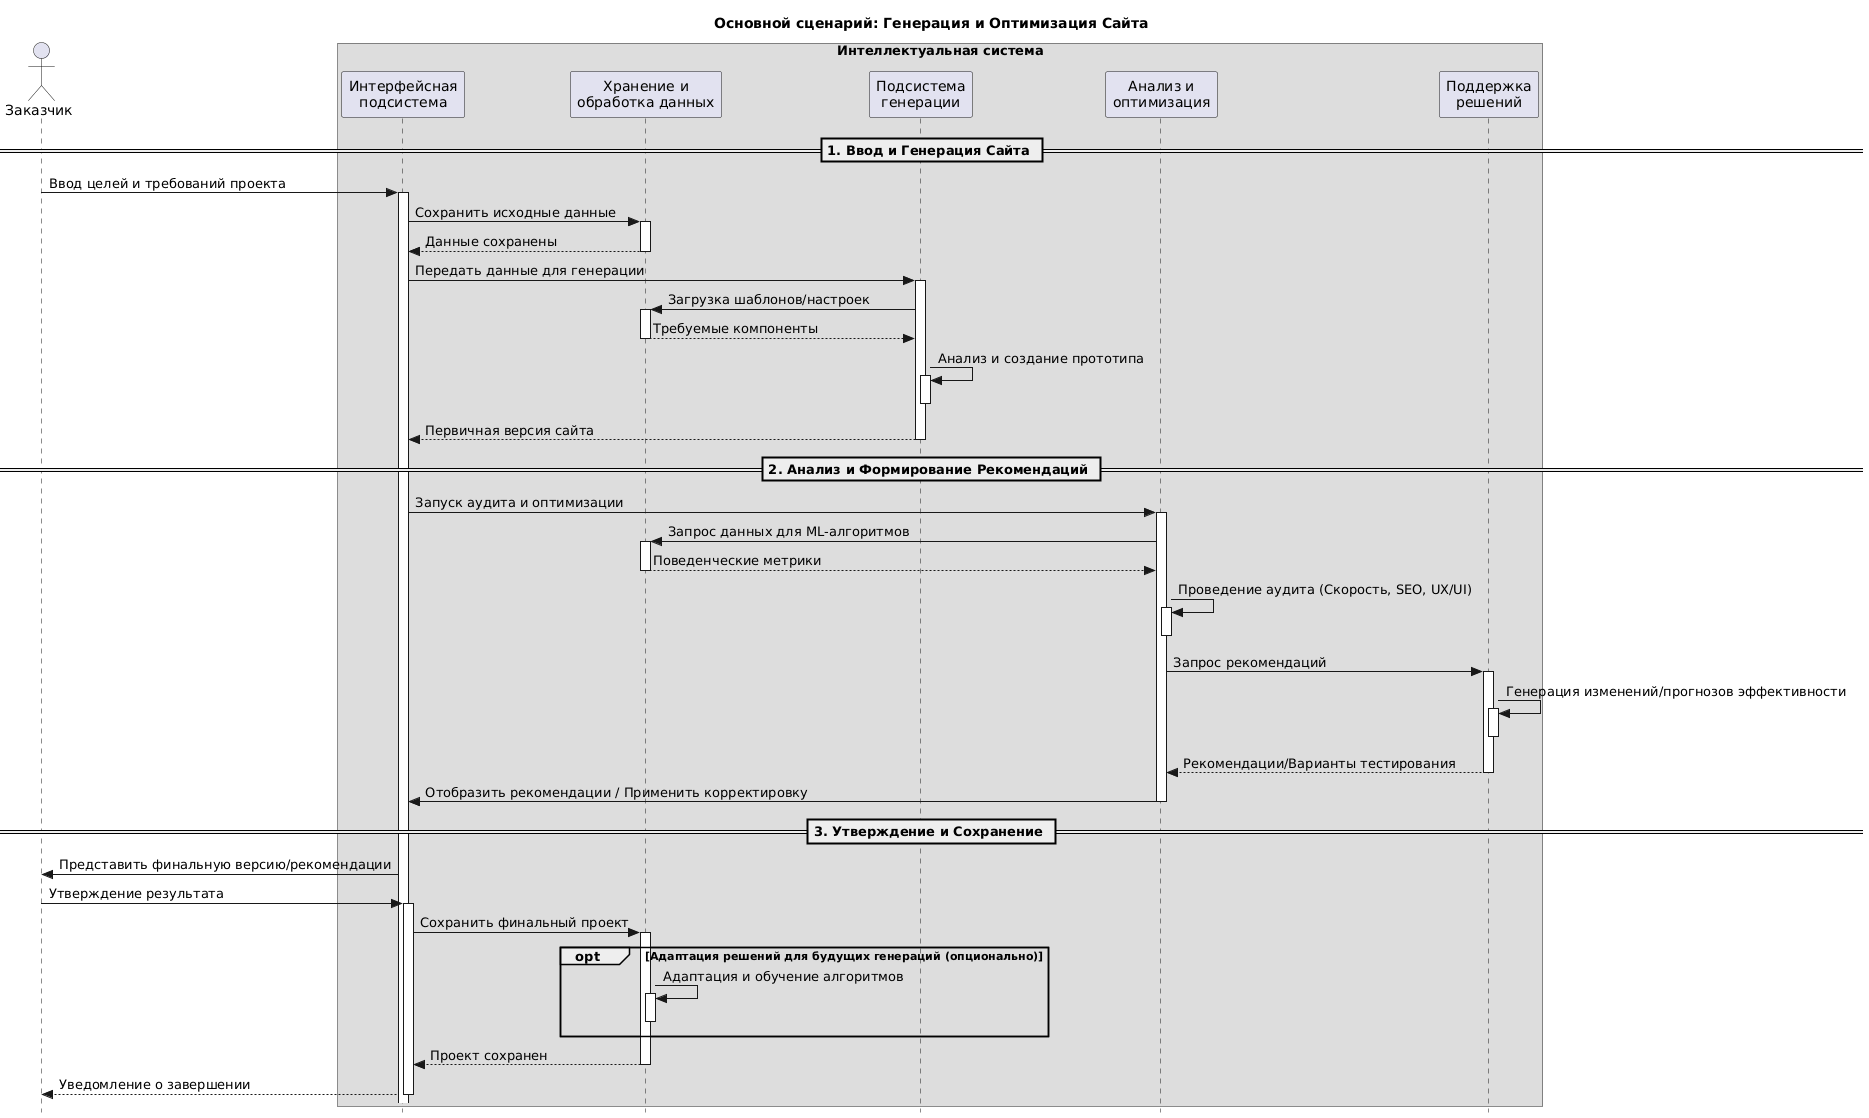 Основной сценарий: Генерация и Оптимизация Сайта
Интеллектуальная система
Заказчик
Интерфейсная
подсистема
Хранение и
обработка данных
Подсистема
генерации
Анализ и
оптимизация
Поддержка
решений
1. Ввод и Генерация Сайта
Ввод целей и требований проекта
Сохранить исходные данные
Данные сохранены
Передать данные для генерации
Загрузка шаблонов/настроек
Требуемые компоненты
Анализ и создание прототипа
Первичная версия сайта
2. Анализ и Формирование Рекомендаций
Запуск аудита и оптимизации
Запрос данных для ML-алгоритмов
Поведенческие метрики
Проведение аудита (Скорость, SEO, UX/UI)
Запрос рекомендаций
Генерация изменений/прогнозов эффективности
Рекомендации/Варианты тестирования
Отобразить рекомендации / Применить корректировку
3. Утверждение и Сохранение
Представить финальную версию/рекомендации
Утверждение результата
Сохранить финальный проект
opt [Адаптация решений для будущих генераций (опционально)]
Адаптация и обучение алгоритмов
Проект сохранен
Уведомление о завершении